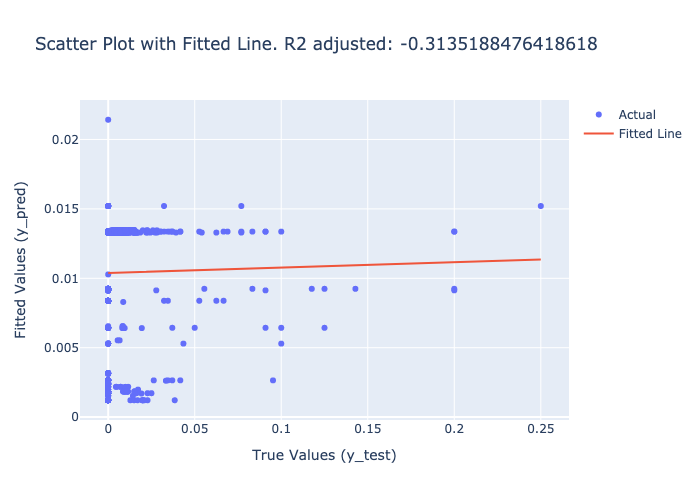 Scatter Plot with Fitted Line. R2 adjusted: -0.3135188476418618
Actual
Fitted Line
0.02
0.015
0.01
0.005
0
Fitted Values (y_pred)
0
0.05
0.1
0.15
0.2
0.25
True Values (y_test)